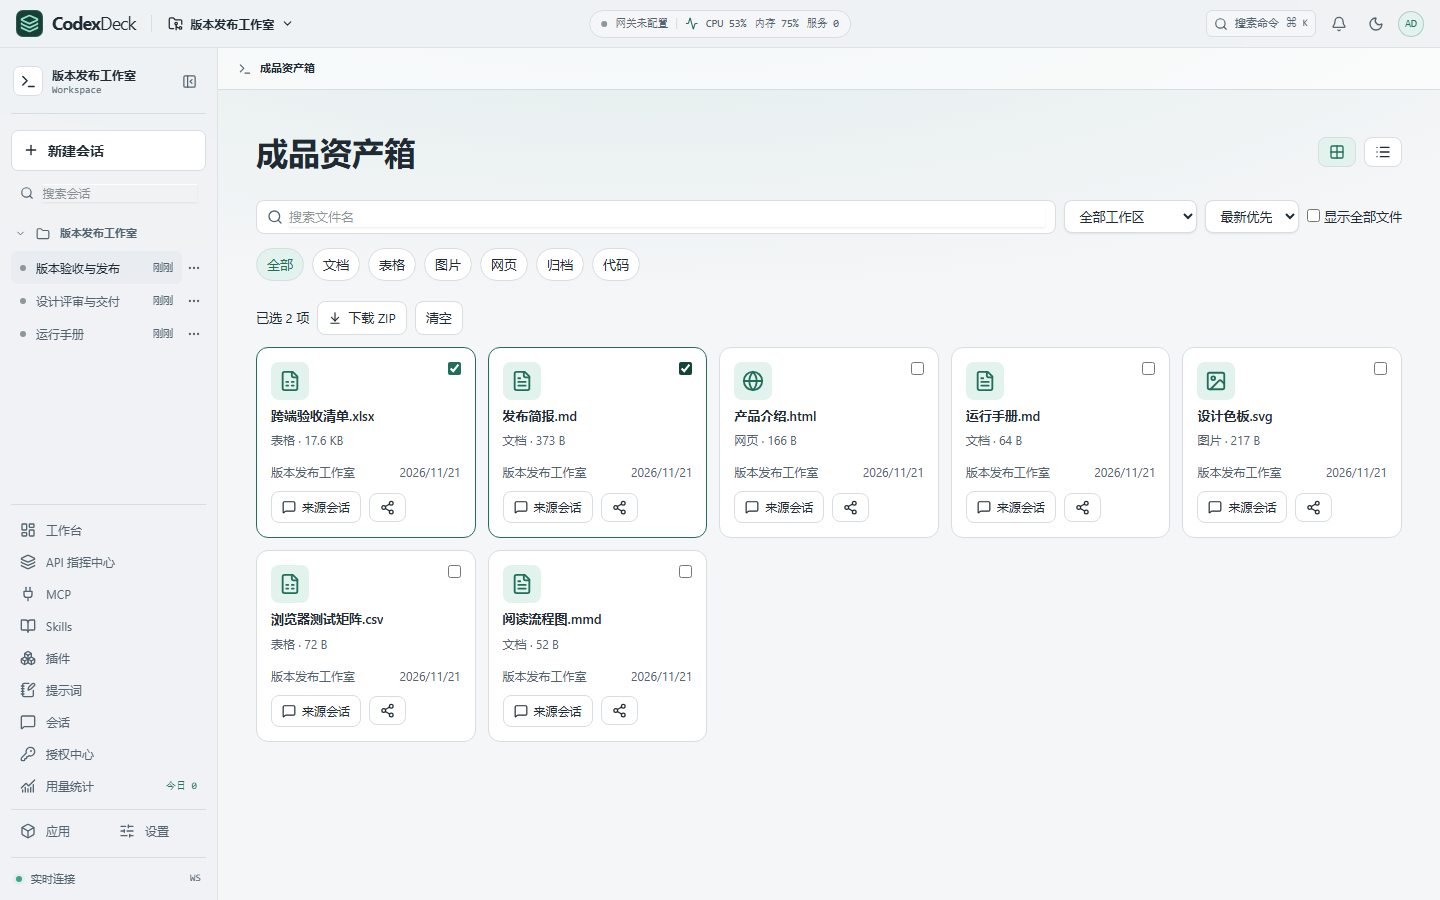 CodexDeck
版本发布工作室
网关未配置
CPU 53% 内存 75% 服务 0
搜索命令 ⌘ K
AD
版本发布工作室
Workspace
新建会话
搜索会话
版本发布工作室
版本验收与发布 刚刚
设计评审与交付 刚刚
运行手册 刚刚
工作台
API 指挥中心
MCP
Skills
插件
提示词
会话
授权中心
用量统计 今日 0
应用 设置
实时连接 WS
成品资产箱
成品资产箱
搜索文件名 全部工作区 最新优先 显示全部文件
全部 文档 表格 图片 网页 归档 代码
已选 2 项 下载 ZIP 清空
跨端验收清单.xlsx
表格 · 17.6 KB
版本发布工作室 2026/11/21
来源会话
发布简报.md
文档 · 373 B
版本发布工作室 2026/11/21
来源会话
产品介绍.html
网页 · 166 B
版本发布工作室 2026/11/21
来源会话
运行手册.md
文档 · 64 B
版本发布工作室 2026/11/21
来源会话
设计色板.svg
图片 · 217 B
版本发布工作室 2026/11/21
来源会话
浏览器测试矩阵.csv
表格 · 72 B
版本发布工作室 2026/11/21
来源会话
阅读流程图.mmd
文档 · 52 B
版本发布工作室 2026/11/21
来源会话